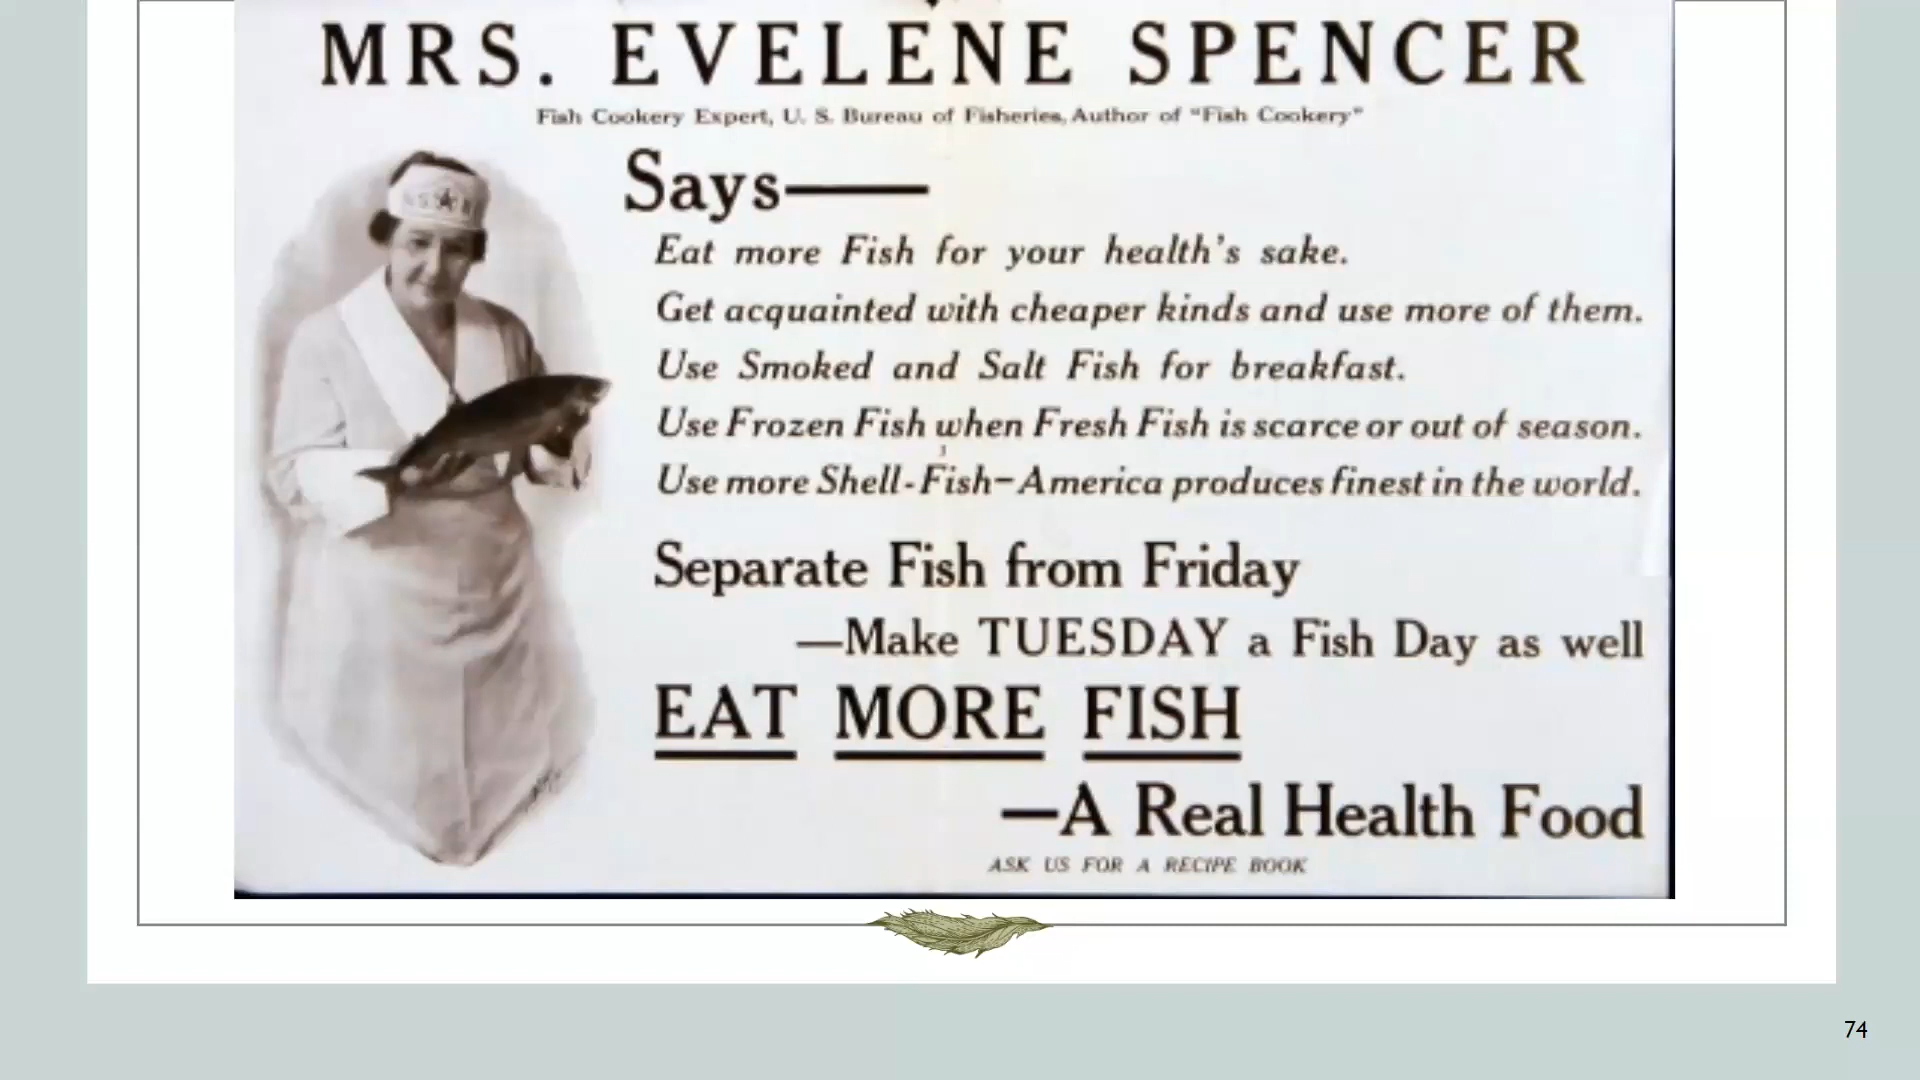 MRS. EVELENE SPENCER
Fish Cookery Expert, U. S. Bureau of Fisheries, Author of "Fish Cookery"
Says—
Eat more Fish for your health's sake.
Get acquainted with cheaper kinds and use more of them.
Use Smoked and Salt Fish for breakfast.
Use Frozen Fish when Fresh Fish is scarce or out of season.
Use more Shell-Fish—America produces finest in the world.
Separate Fish from Friday
—Make TUESDAY a Fish Day as well
EAT MORE FISH
—A Real Health Food
ASK US FOR A RECIPE BOOK
74